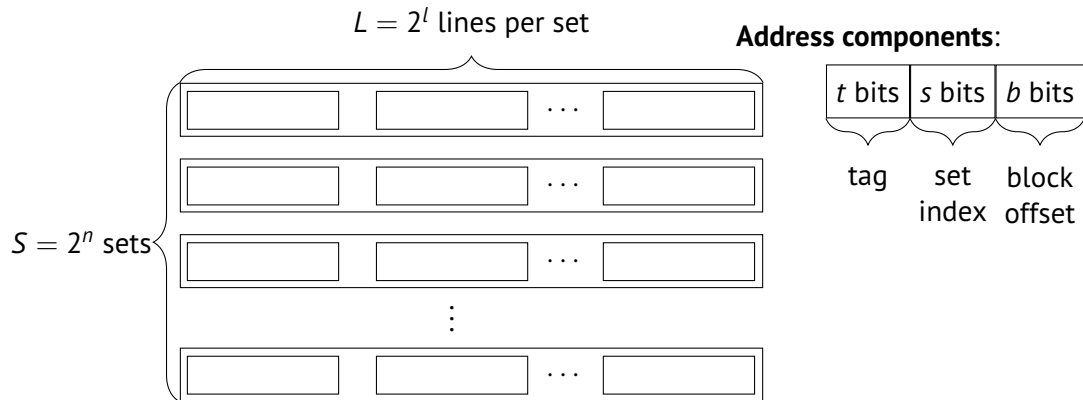 L = 2^l lines per set
Address components:
t bits s bits b bits
tag set index block offset
S = 2^n sets
⋯
⋯
⋯
⋮
⋯